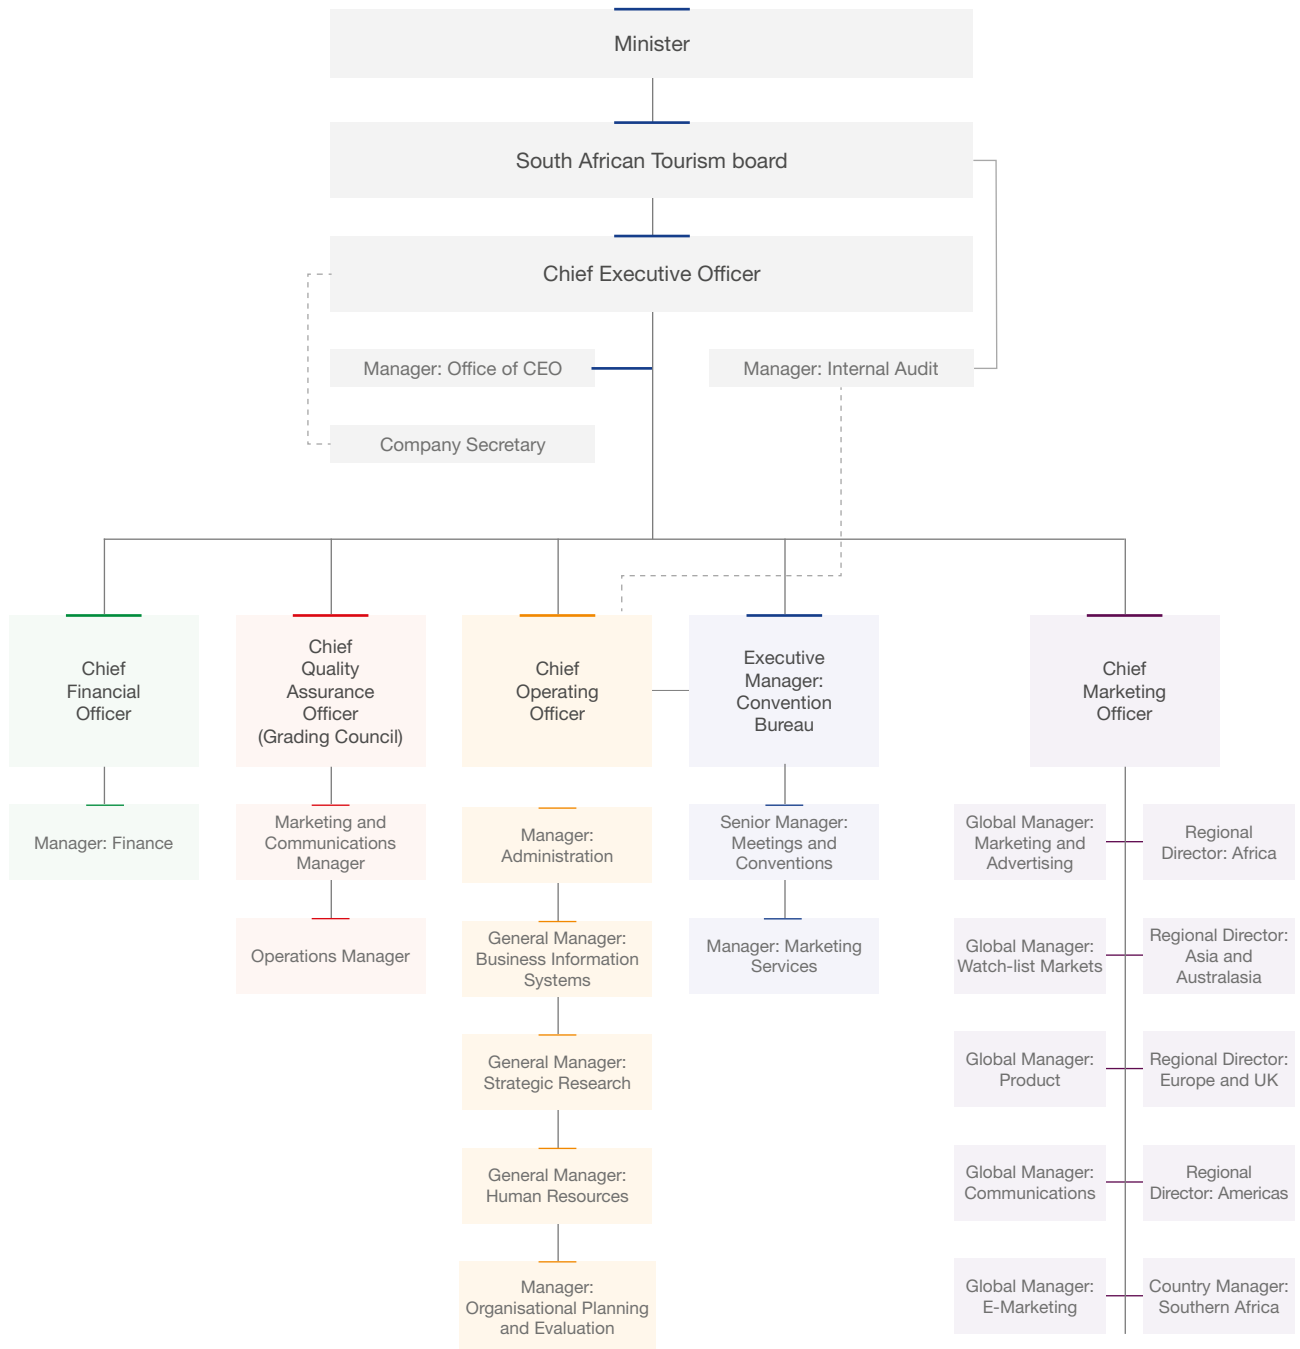 Minister
South African Tourism board
Chief Executive Officer
Manager: Office of CEO
Manager: Internal Audit
Company Secretary
Chief
Financial
Officer
Chief
Quality
Assurance
Officer
(Grading Council)
Chief
Operating
Officer
Executive
Manager:
Convention
Bureau
Chief
Marketing
Officer
Manager: Finance
Marketing and
Communications
Manager
Operations Manager
Manager:
Administration
General Manager:
Business Information
Systems
General Manager:
Strategic Research
General Manager:
Human Resources
Manager:
Organisational Planning
and Evaluation
Senior Manager:
Meetings and
Conventions
Manager: Marketing
Services
Global Manager:
Marketing and
Advertising
Regional
Director: Africa
Global Manager:
Watch-list Markets
Regional Director:
Asia and
Australasia
Global Manager:
Product
Regional Director:
Europe and UK
Global Manager:
Communications
Regional
Director: Americas
Global Manager:
E-Marketing
Country Manager:
Southern Africa